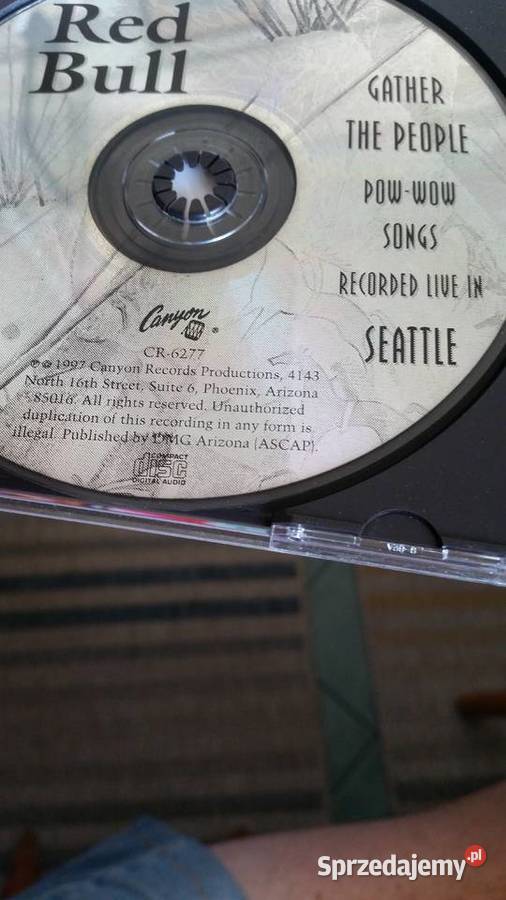 Red
Bull
GATHER
THE PEOPLE
POW-WOW
SONGS
RECORDED LIVE IN
SEATTLE
Canyon
®
CR-6277
℗ © 1997 Canyon Records Productions, 4143
North 16th Street, Suite 6, Phoenix, Arizona
85016. All rights reserved. Unauthorized
duplication of this recording in any form is
illegal. Published by DMG Arizona (ASCAP).
COMPACT
disc
DIGITAL AUDIO
Sprzedajemy.pl